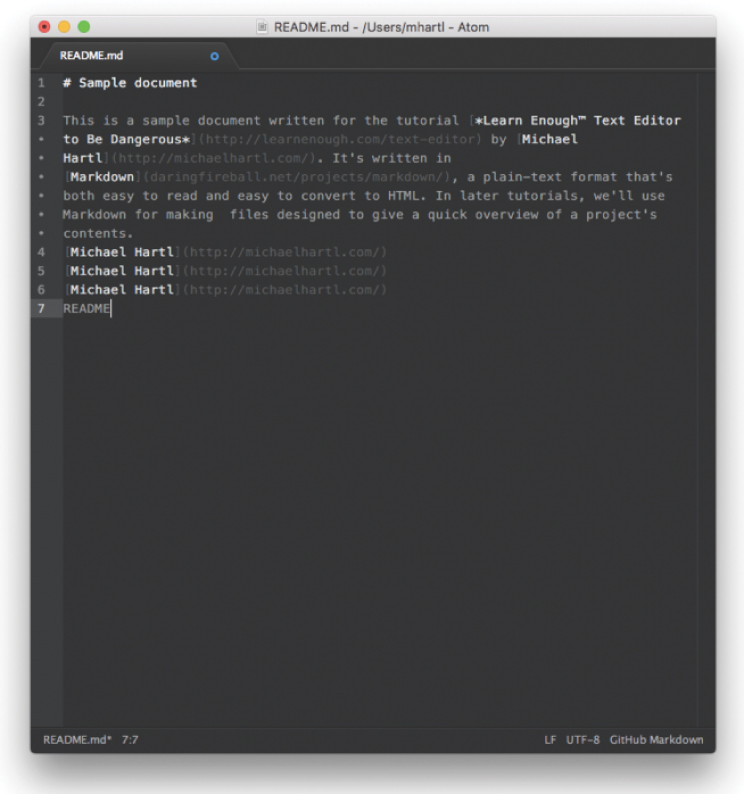 README.md - /Users/mhartl - Atom
README.md
1 # Sample document
2
3 This is a sample document written for the tutorial [*Learn Enough™ Text Editor
• to Be Dangerous*](http://learnenough.com/text-editor) by [Michael
• Hartl](http://michaelhartl.com/). It's written in
• [Markdown](daringfireball.net/projects/markdown/), a plain-text format that's
• both easy to read and easy to convert to HTML. In later tutorials, we'll use
• Markdown for making  files designed to give a quick overview of a project's
• contents.
4 [Michael Hartl](http://michaelhartl.com/)
5 [Michael Hartl](http://michaelhartl.com/)
6 [Michael Hartl](http://michaelhartl.com/)
7 README
README.md* 7:7 LF UTF-8 GitHub Markdown